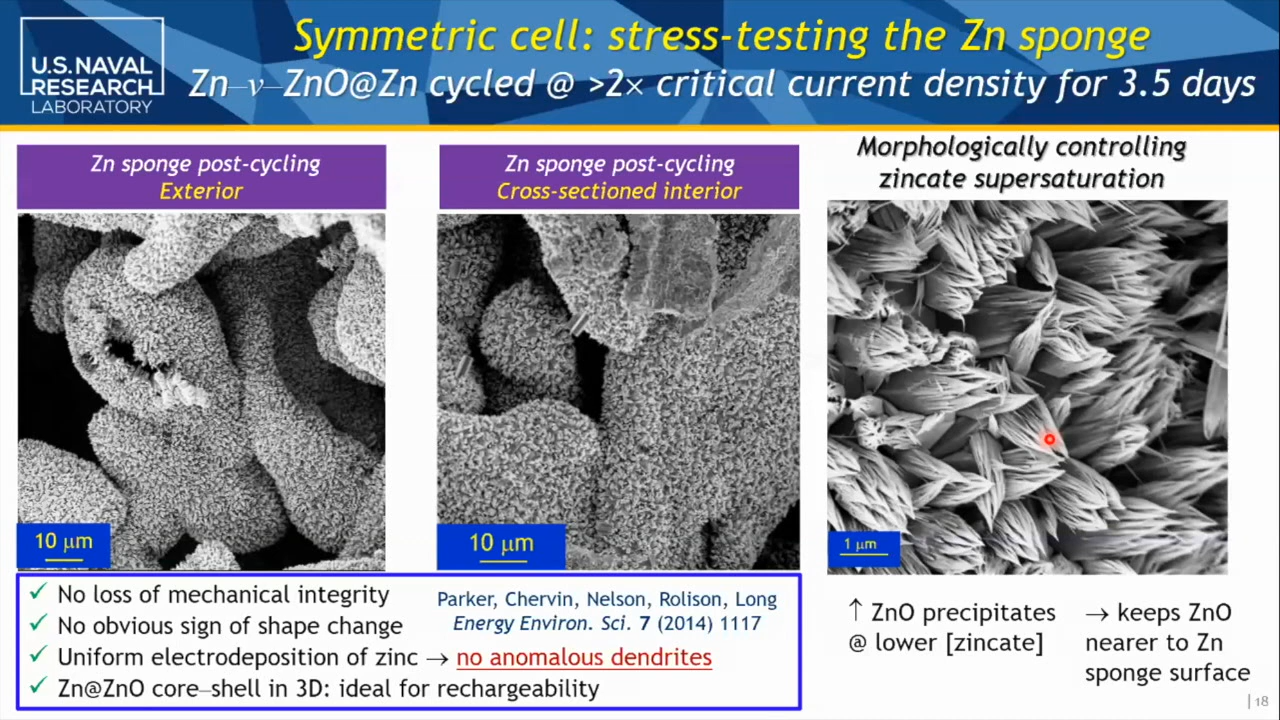 U.S. NAVAL
RESEARCH
LABORATORY
Symmetric cell: stress-testing the Zn sponge
Zn–v–ZnO@Zn cycled @ >2× critical current density for 3.5 days
Zn sponge post-cycling
Exterior
10 μm
Zn sponge post-cycling
Cross-sectioned interior
10 μm
Morphologically controlling
zincate supersaturation
1 μm
✓ No loss of mechanical integrity
✓ No obvious sign of shape change
✓ Uniform electrodeposition of zinc → no anomalous dendrites
✓ Zn@ZnO core–shell in 3D: ideal for rechargeability
Parker, Chervin, Nelson, Rolison, Long
Energy Environ. Sci. 7 (2014) 1117
↑ ZnO precipitates
@ lower [zincate]
→ keeps ZnO
nearer to Zn
sponge surface
| 18